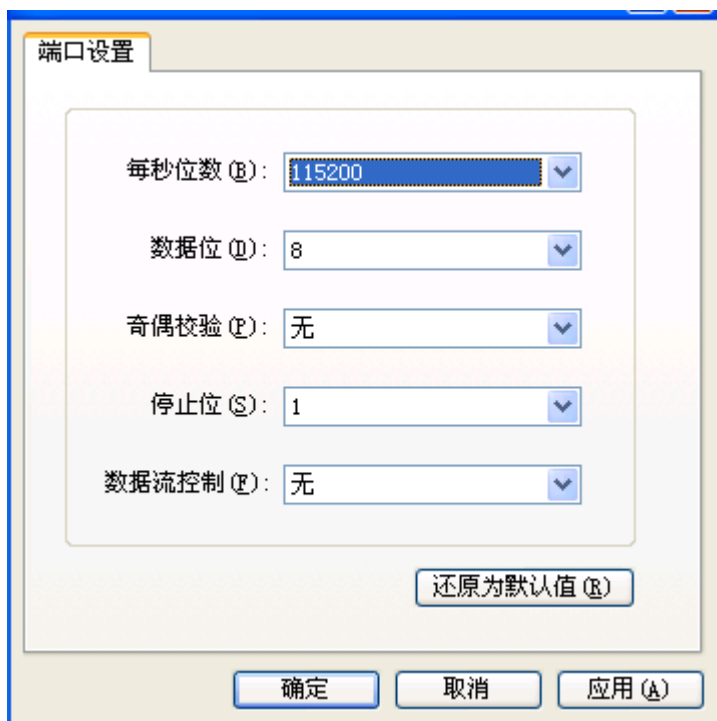 端口设置
每秒位数(B): 115200
数据位(D): 8
奇偶校验(P): 无
停止位(S): 1
数据流控制(F): 无
还原为默认值(R)
确定 取消 应用(A)